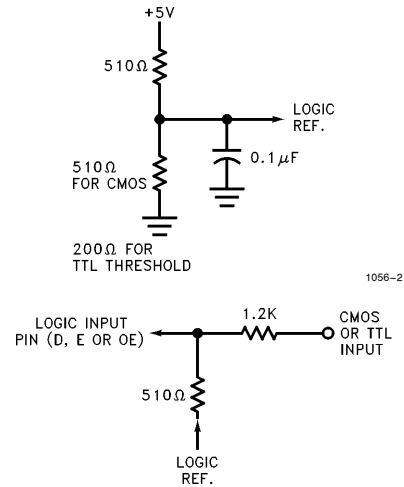 +5V
510Ω
LOGIC
REF.
510Ω
FOR CMOS
0.1μF
200Ω FOR
TTL THRESHOLD
1056–2
LOGIC INPUT
PIN (D, E OR OE)
1.2K
CMOS
OR TTL
INPUT
510Ω
LOGIC
REF.